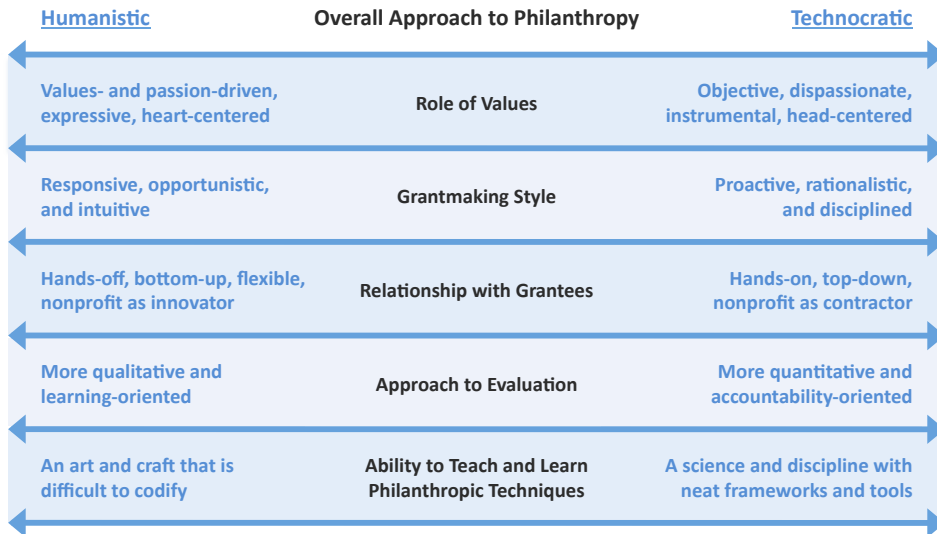 Humanistic
Overall Approach to Philanthropy
Technocratic
Values- and passion-driven,
expressive, heart-centered
Role of Values
Objective, dispassionate,
instrumental, head-centered
Responsive, opportunistic,
and intuitive
Grantmaking Style
Proactive, rationalistic,
and disciplined
Hands-off, bottom-up, flexible,
nonprofit as innovator
Relationship with Grantees
Hands-on, top-down,
nonprofit as contractor
More qualitative and
learning-oriented
Approach to Evaluation
More quantitative and
accountability-oriented
An art and craft that is
difficult to codify
Ability to Teach and Learn
Philanthropic Techniques
A science and discipline with
neat frameworks and tools